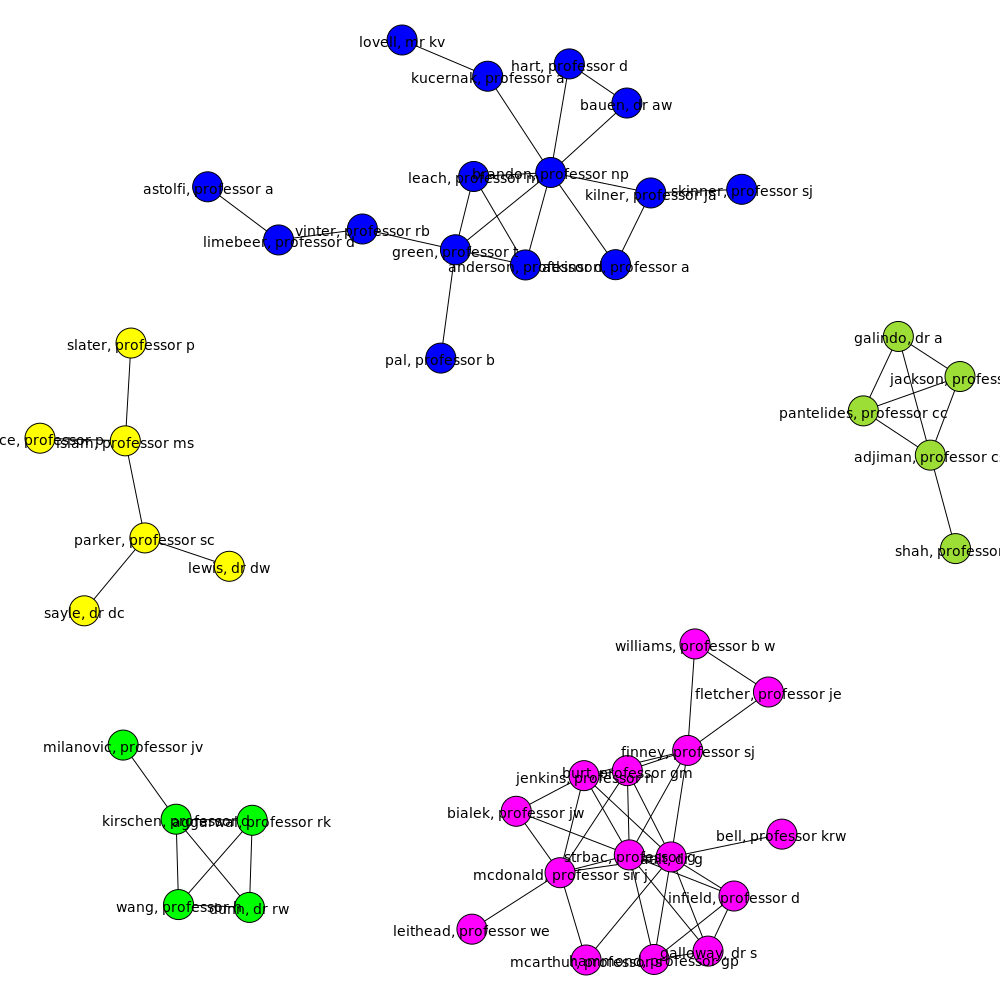 lovell, mr kv
kucernak, professor a
hart, professor d
bauen, dr aw
leach, professor m
brandon, professor np
kilner, professor ja
skinner, professor sj
astolfi, professor a
limebeer, professor d
vinter, professor rb
green, professor t
anderson, professor d
atkinson, professor a
pal, professor b
slater, professor p
ce, professor p
islam, professor ms
parker, professor sc
lewis, dr dw
sayle, dr dc
galindo, dr a
jackson, profess
pantelides, professor cc
adjiman, professor cs
shah, professor
williams, professor b w
fletcher, professor je
finney, professor sj
burt, professor gm
jenkins, professor n
bialek, professor jw
bell, professor krw
strbac, professor g
mcdonald, professor sir j
infield, professor d
leithead, professor we
mcarthur, professor s
hammond, professor gp
galloway, dr s
milanovic, professor jv
kirschen, professor d
aggarwal, professor rk
wang, professor h
dunn, dr rw